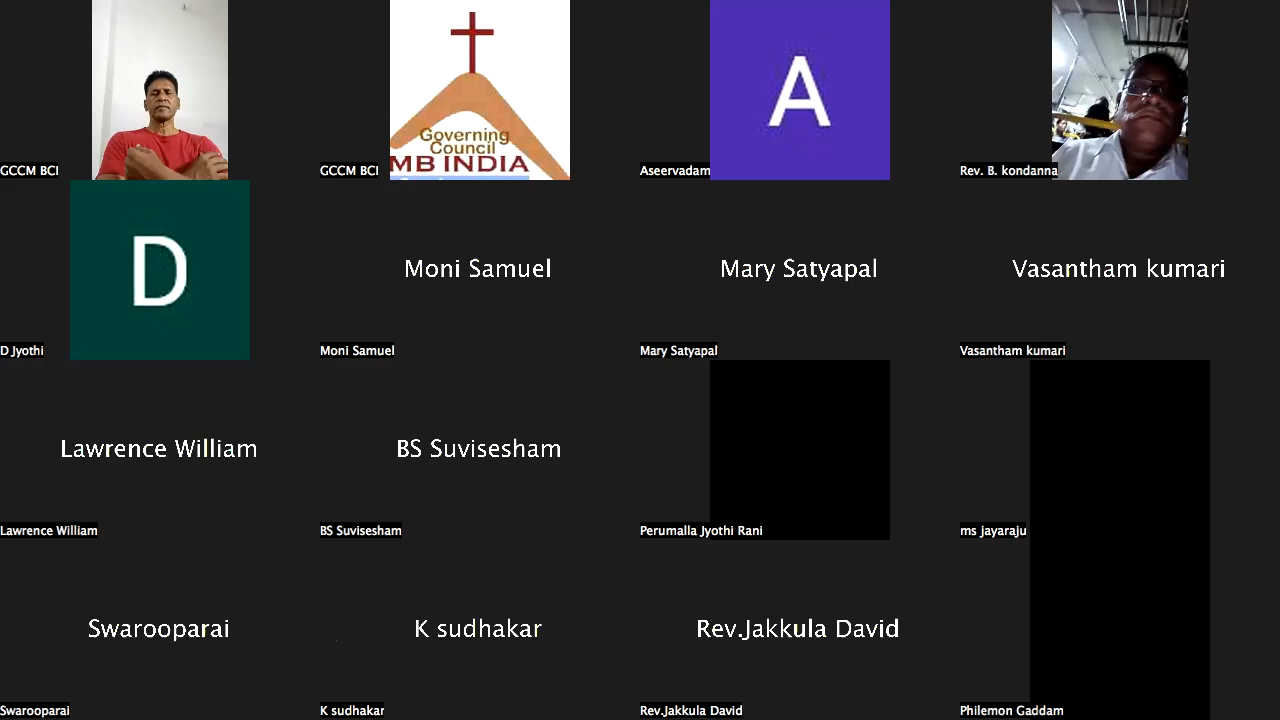 GCCM BCI
Governing
Council
MB INDIA
GCCM BCI
A
Aseervadam
Rev. B. kondanna
D
D Jyothi
Moni Samuel
Moni Samuel
Mary Satyapal
Mary Satyapal
Vasantham kumari
Vasantham kumari
Lawrence William
Lawrence William
BS Suvisesham
BS Suvisesham
Perumalla Jyothi Rani
ms jayaraju
Swarooparai
Swarooparai
K sudhakar
K sudhakar
Rev.Jakkula David
Rev.Jakkula David
Philemon Gaddam